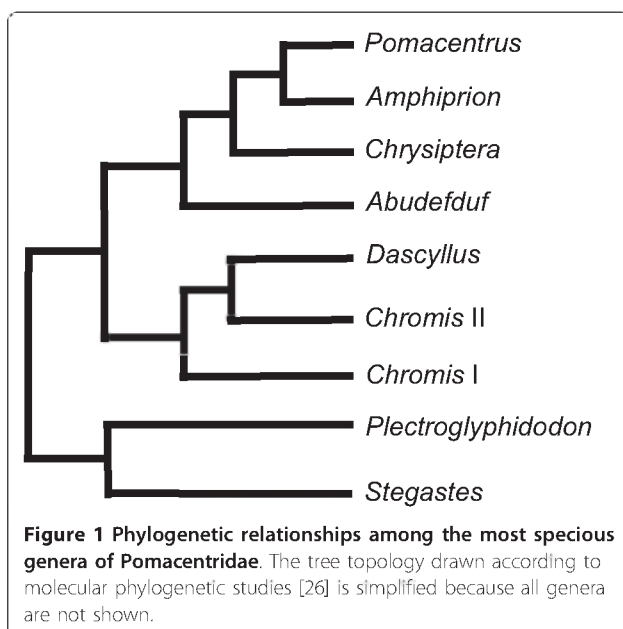 Pomacentrus
Amphiprion
Chrysiptera
Abudefduf
Dascyllus
Chromis II
Chromis I
Plectroglyphidodon
Stegastes
Figure 1 Phylogenetic relationships among the most specious
genera of Pomacentridae. The tree topology drawn according to
molecular phylogenetic studies [26] is simplified because all genera
are not shown.